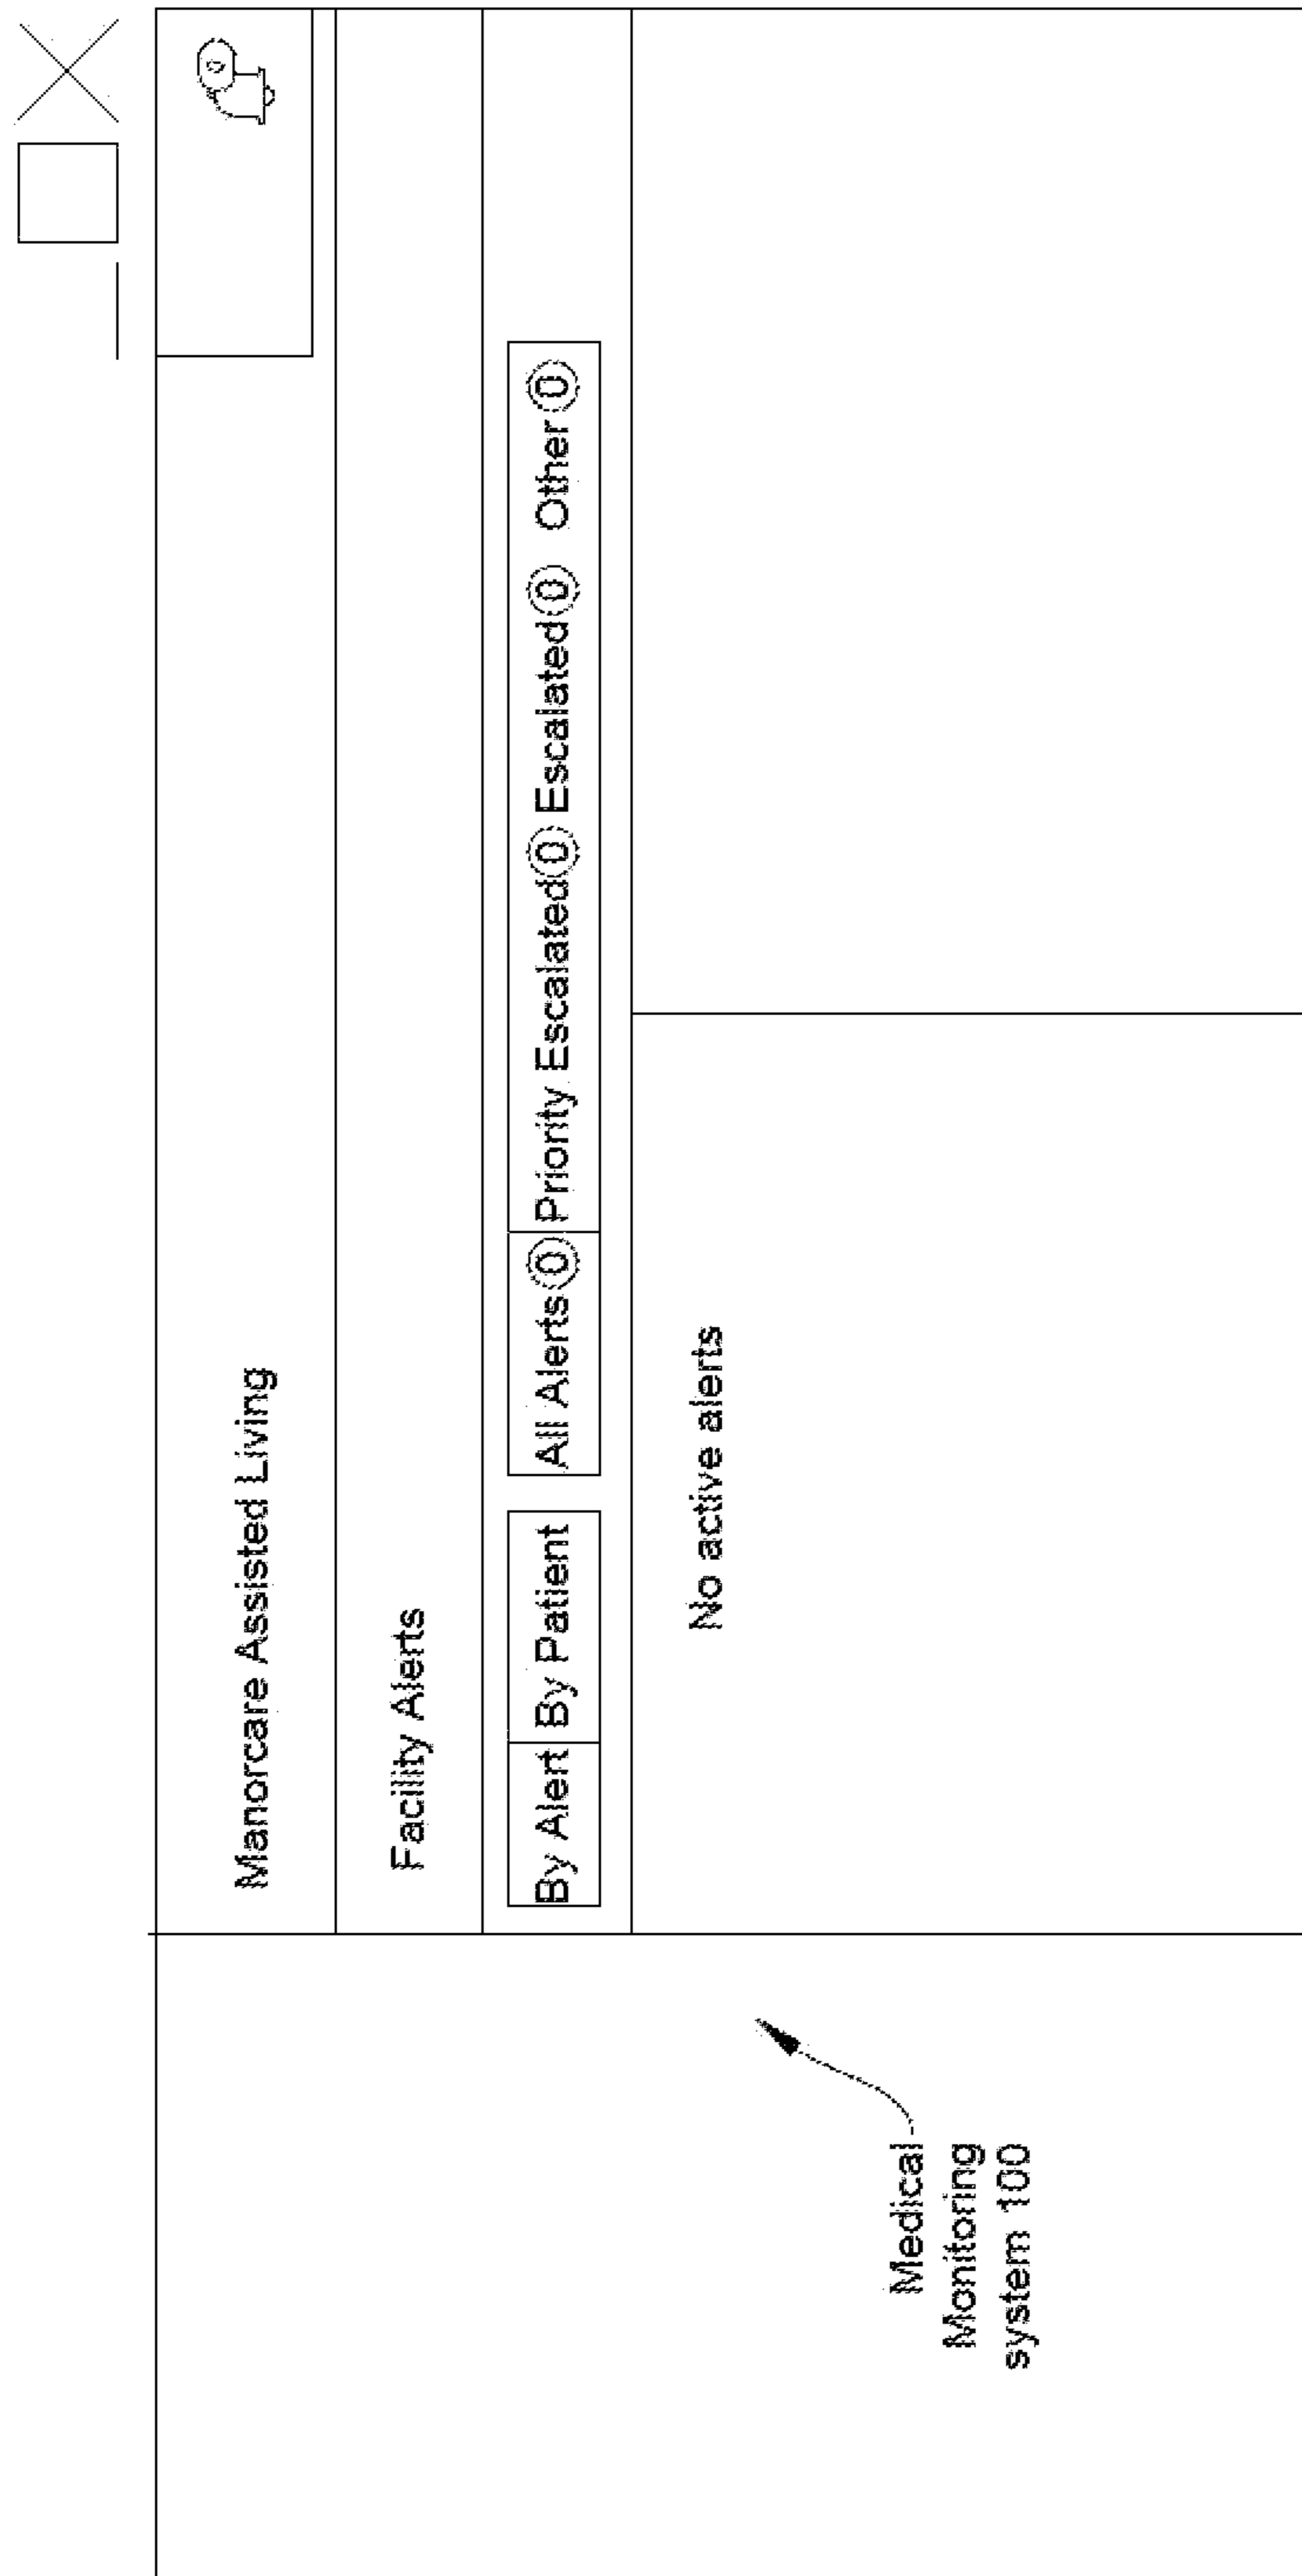 0
Manorcare Assisted Living
Facility Alerts
By Alert By Patient All Alerts 0 Priority Escalated 0 Escalated 0 Other 0
No active alerts
Medical
Monitoring
system 100